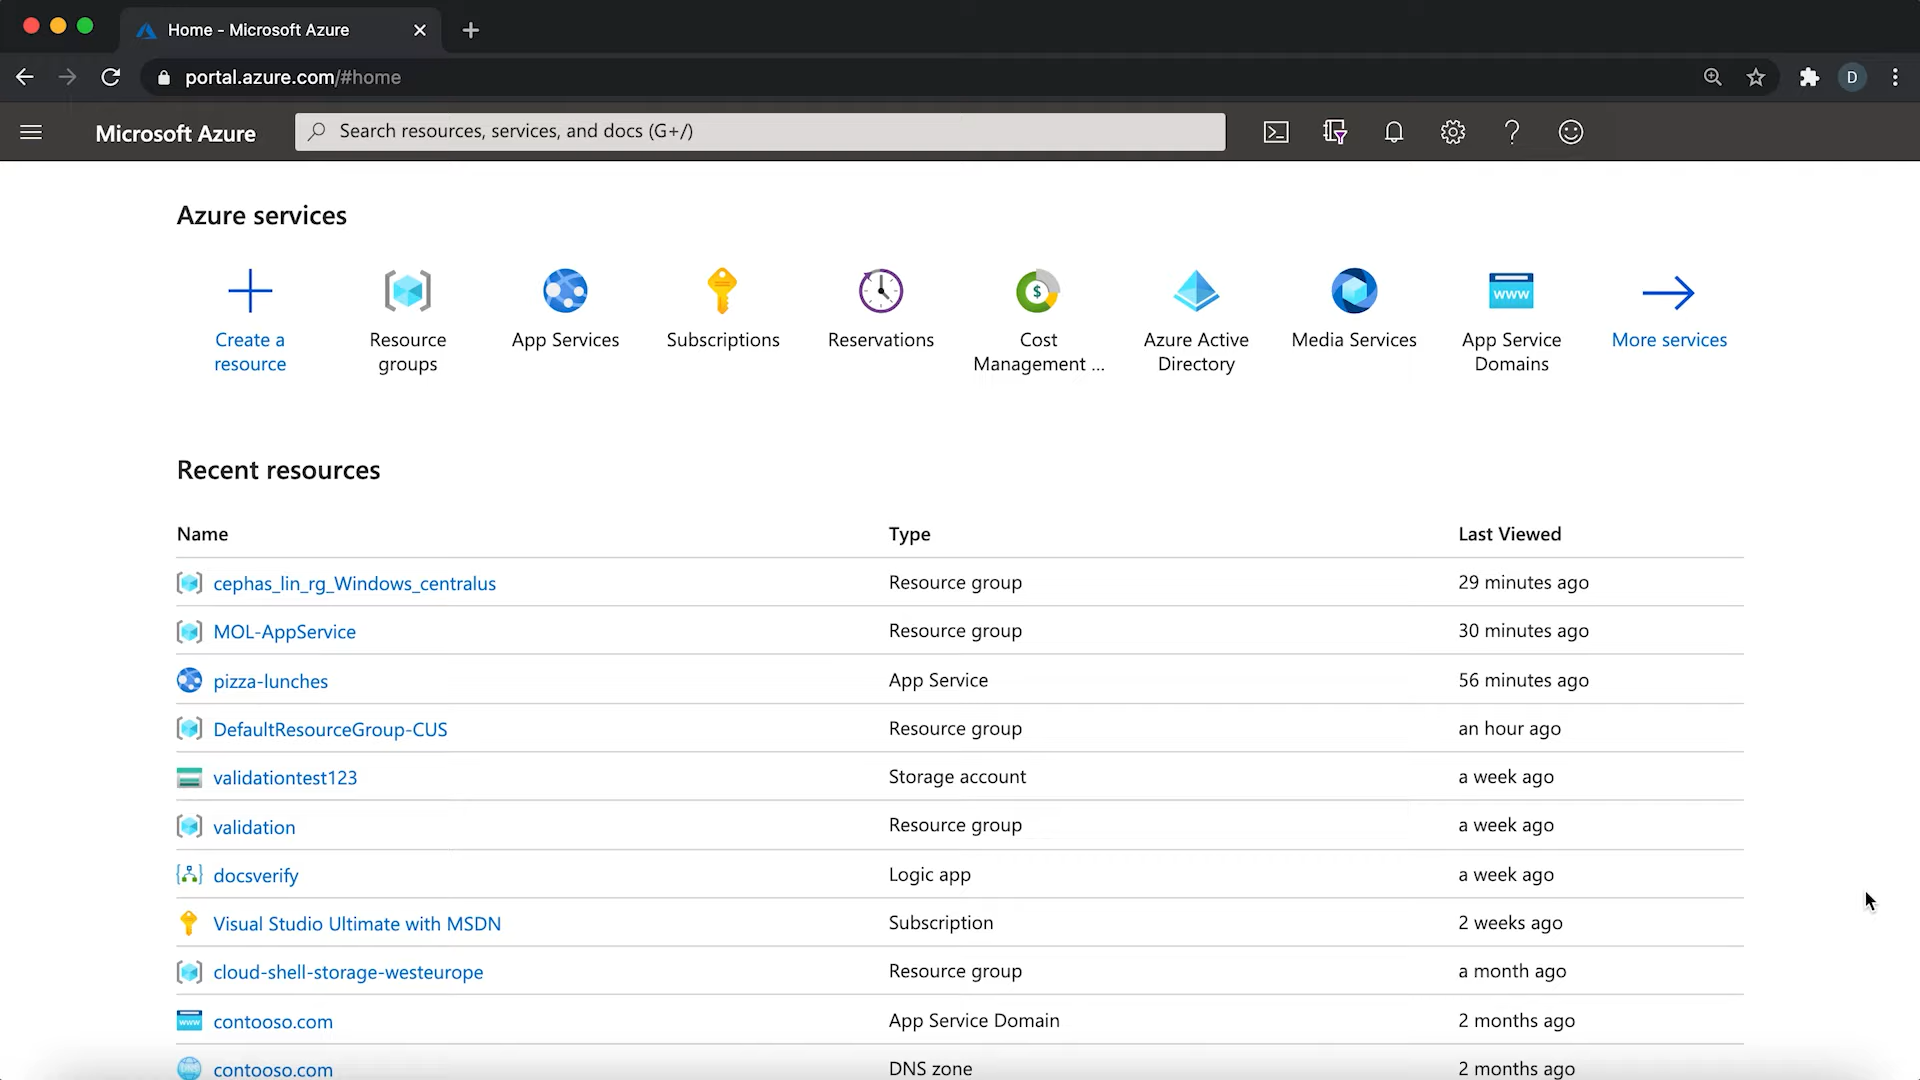 Home - Microsoft Azure
portal.azure.com/#home
D
Microsoft Azure
Search resources, services, and docs (G+/)
Azure services
Create a resource
Resource groups
App Services
Subscriptions
Reservations
$
Cost Management ...
Azure Active Directory
Media Services
www
App Service Domains
More services
Recent resources
Name Type Last Viewed
cephas_lin_rg_Windows_centralus Resource group 29 minutes ago
MOL-AppService Resource group 30 minutes ago
pizza-lunches App Service 56 minutes ago
DefaultResourceGroup-CUS Resource group an hour ago
validationtest123 Storage account a week ago
validation Resource group a week ago
docsverify Logic app a week ago
Visual Studio Ultimate with MSDN Subscription 2 weeks ago
cloud-shell-storage-westeurope Resource group a month ago
www contooso.com App Service Domain 2 months ago
contooso.com DNS zone 2 months ago